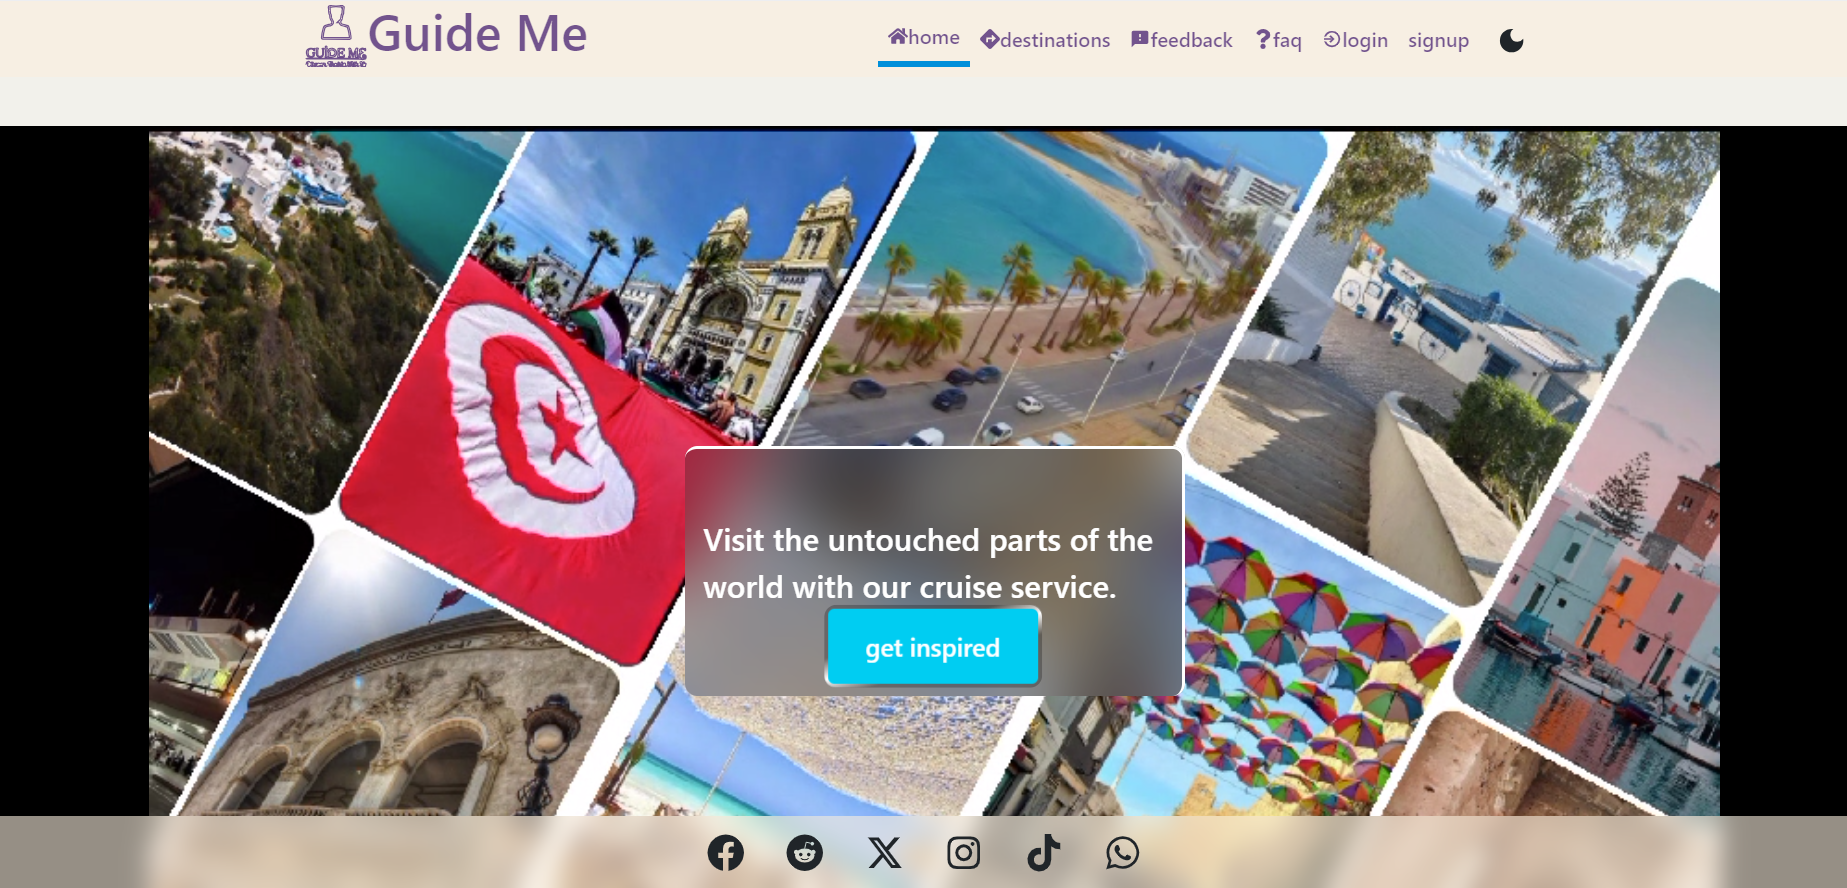 GUIDE ME
Guide Me
home
destinations
feedback
faq
login
signup
Visit the untouched parts of the
world with our cruise service.
get inspired